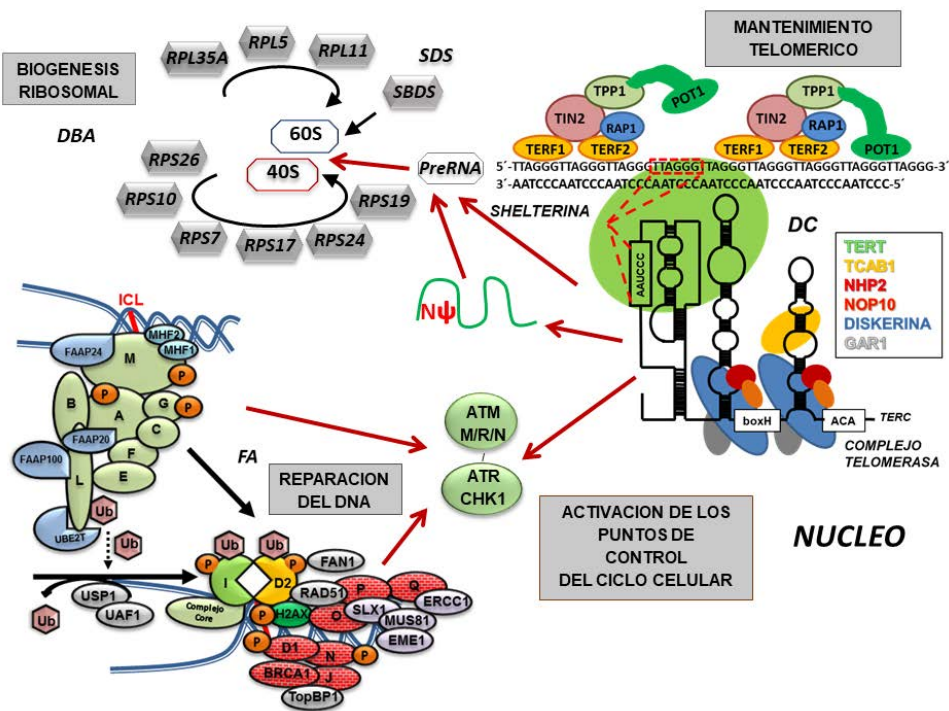 BIOGENESIS
RIBOSOMAL
DBA
RPL35A
RPL5
RPL11
SDS
SBDS
60S
40S
PreRNA
RPS26
RPS10
RPS7
RPS17
RPS24
RPS19
MANTENIMIENTO
TELOMERICO
TPP1
POT1
TIN2
RAP1
TERF1
TERF2
TPP1
TIN2
RAP1
TERF1
TERF2
POT1
5´-TTAGGGTTAGGGTTAGGGTTAGGGTTAGGGTTAGGGTTAGGGTTAGGGTTAGGG-3´
3´-AATCCCAATCCCAATCCCAATCCCAATCCCAATCCCAATCCC-5´
SHELTERINA
AAUCCC
DC
TERT
TCAB1
NHP2
NOP10
DISKERINA
GAR1
boxH
ACA
TERC
COMPLEJO
TELOMERASA
NΨ
ICL
FAAP24
MHF2
MHF1
M
P
P
P
B
A
G
C
FAAP20
FAAP100
F
L
E
Ub
UBE2T
Ub
FA
REPARACION
DEL DNA
ATM
M/R/N
ATR
CHK1
ACTIVACION DE LOS
PUNTOS DE
CONTROL
DEL CICLO CELULAR
NUCLEO
Ub
Ub
P
I
D2
P
FAN1
USP1
UAF1
Ub
Complejo
Core
P
H2AX
RAD51
O
P
Q
SLX1
ERCC1
MUS81
EME1
P
D1
N
P
BRCA1
J
TopBP1